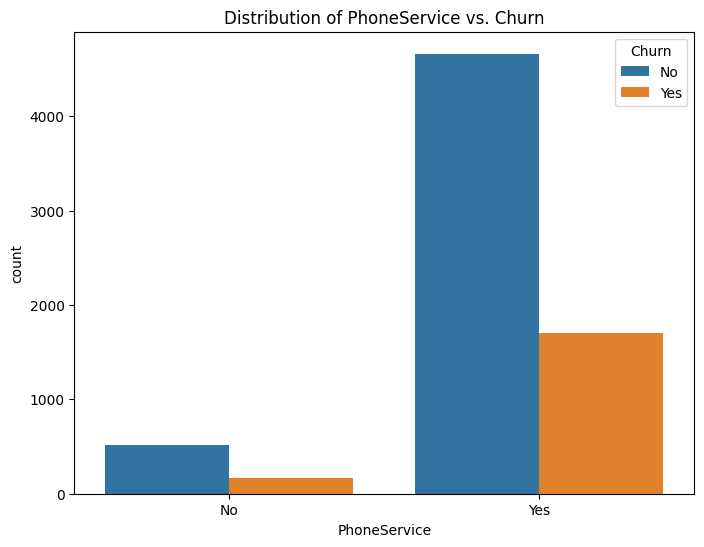 Distribution of PhoneService vs. Churn
Churn
No
Yes
count
4000
3000
2000
1000
0
No
Yes
PhoneService